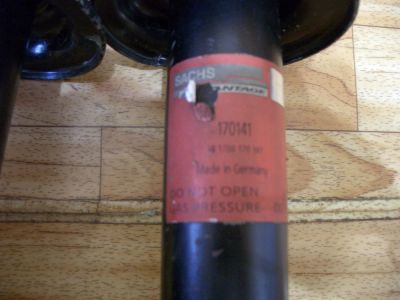 SACHS
170141
Made in Germany
DO NOT OPEN
GAS PRESSURE